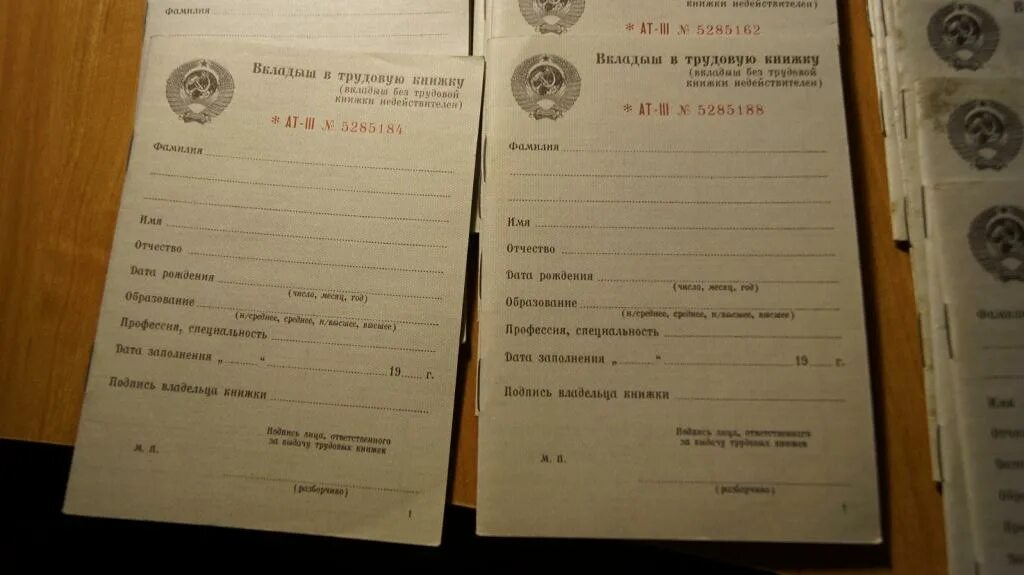 Фамилия
книжки недействителен)
* АТ-III № 5285162
Вкладыш в трудовую книжку
(вкладыш без трудовой
книжки недействителен)
* АТ-III № 5285184
Фамилия
Имя
Отчество
Дата рождения
(число, месяц, год)
Образование
(н/среднее, среднее, н/высшее, высшее)
Профессия, специальность
Дата заполнения „ “ 19 г.
Подпись владельца книжки
Подпись лица, ответственного
за выдачу трудовых книжек
М. П.
(разборчиво)
1
Вкладыш в трудовую книжку
(вкладыш без трудовой
книжки недействителен)
* АТ-III № 5285188
Фамилия
Имя
Отчество
Дата рождения
(число, месяц, год)
Образование
(н/среднее, среднее, н/высшее, высшее)
Профессия, специальность
Дата заполнения „ “ 19 г.
Подпись владельца книжки
Подпись лица, ответственного
за выдачу трудовых книжек
М. П.
(разборчиво)
1
Фамилия
Имя